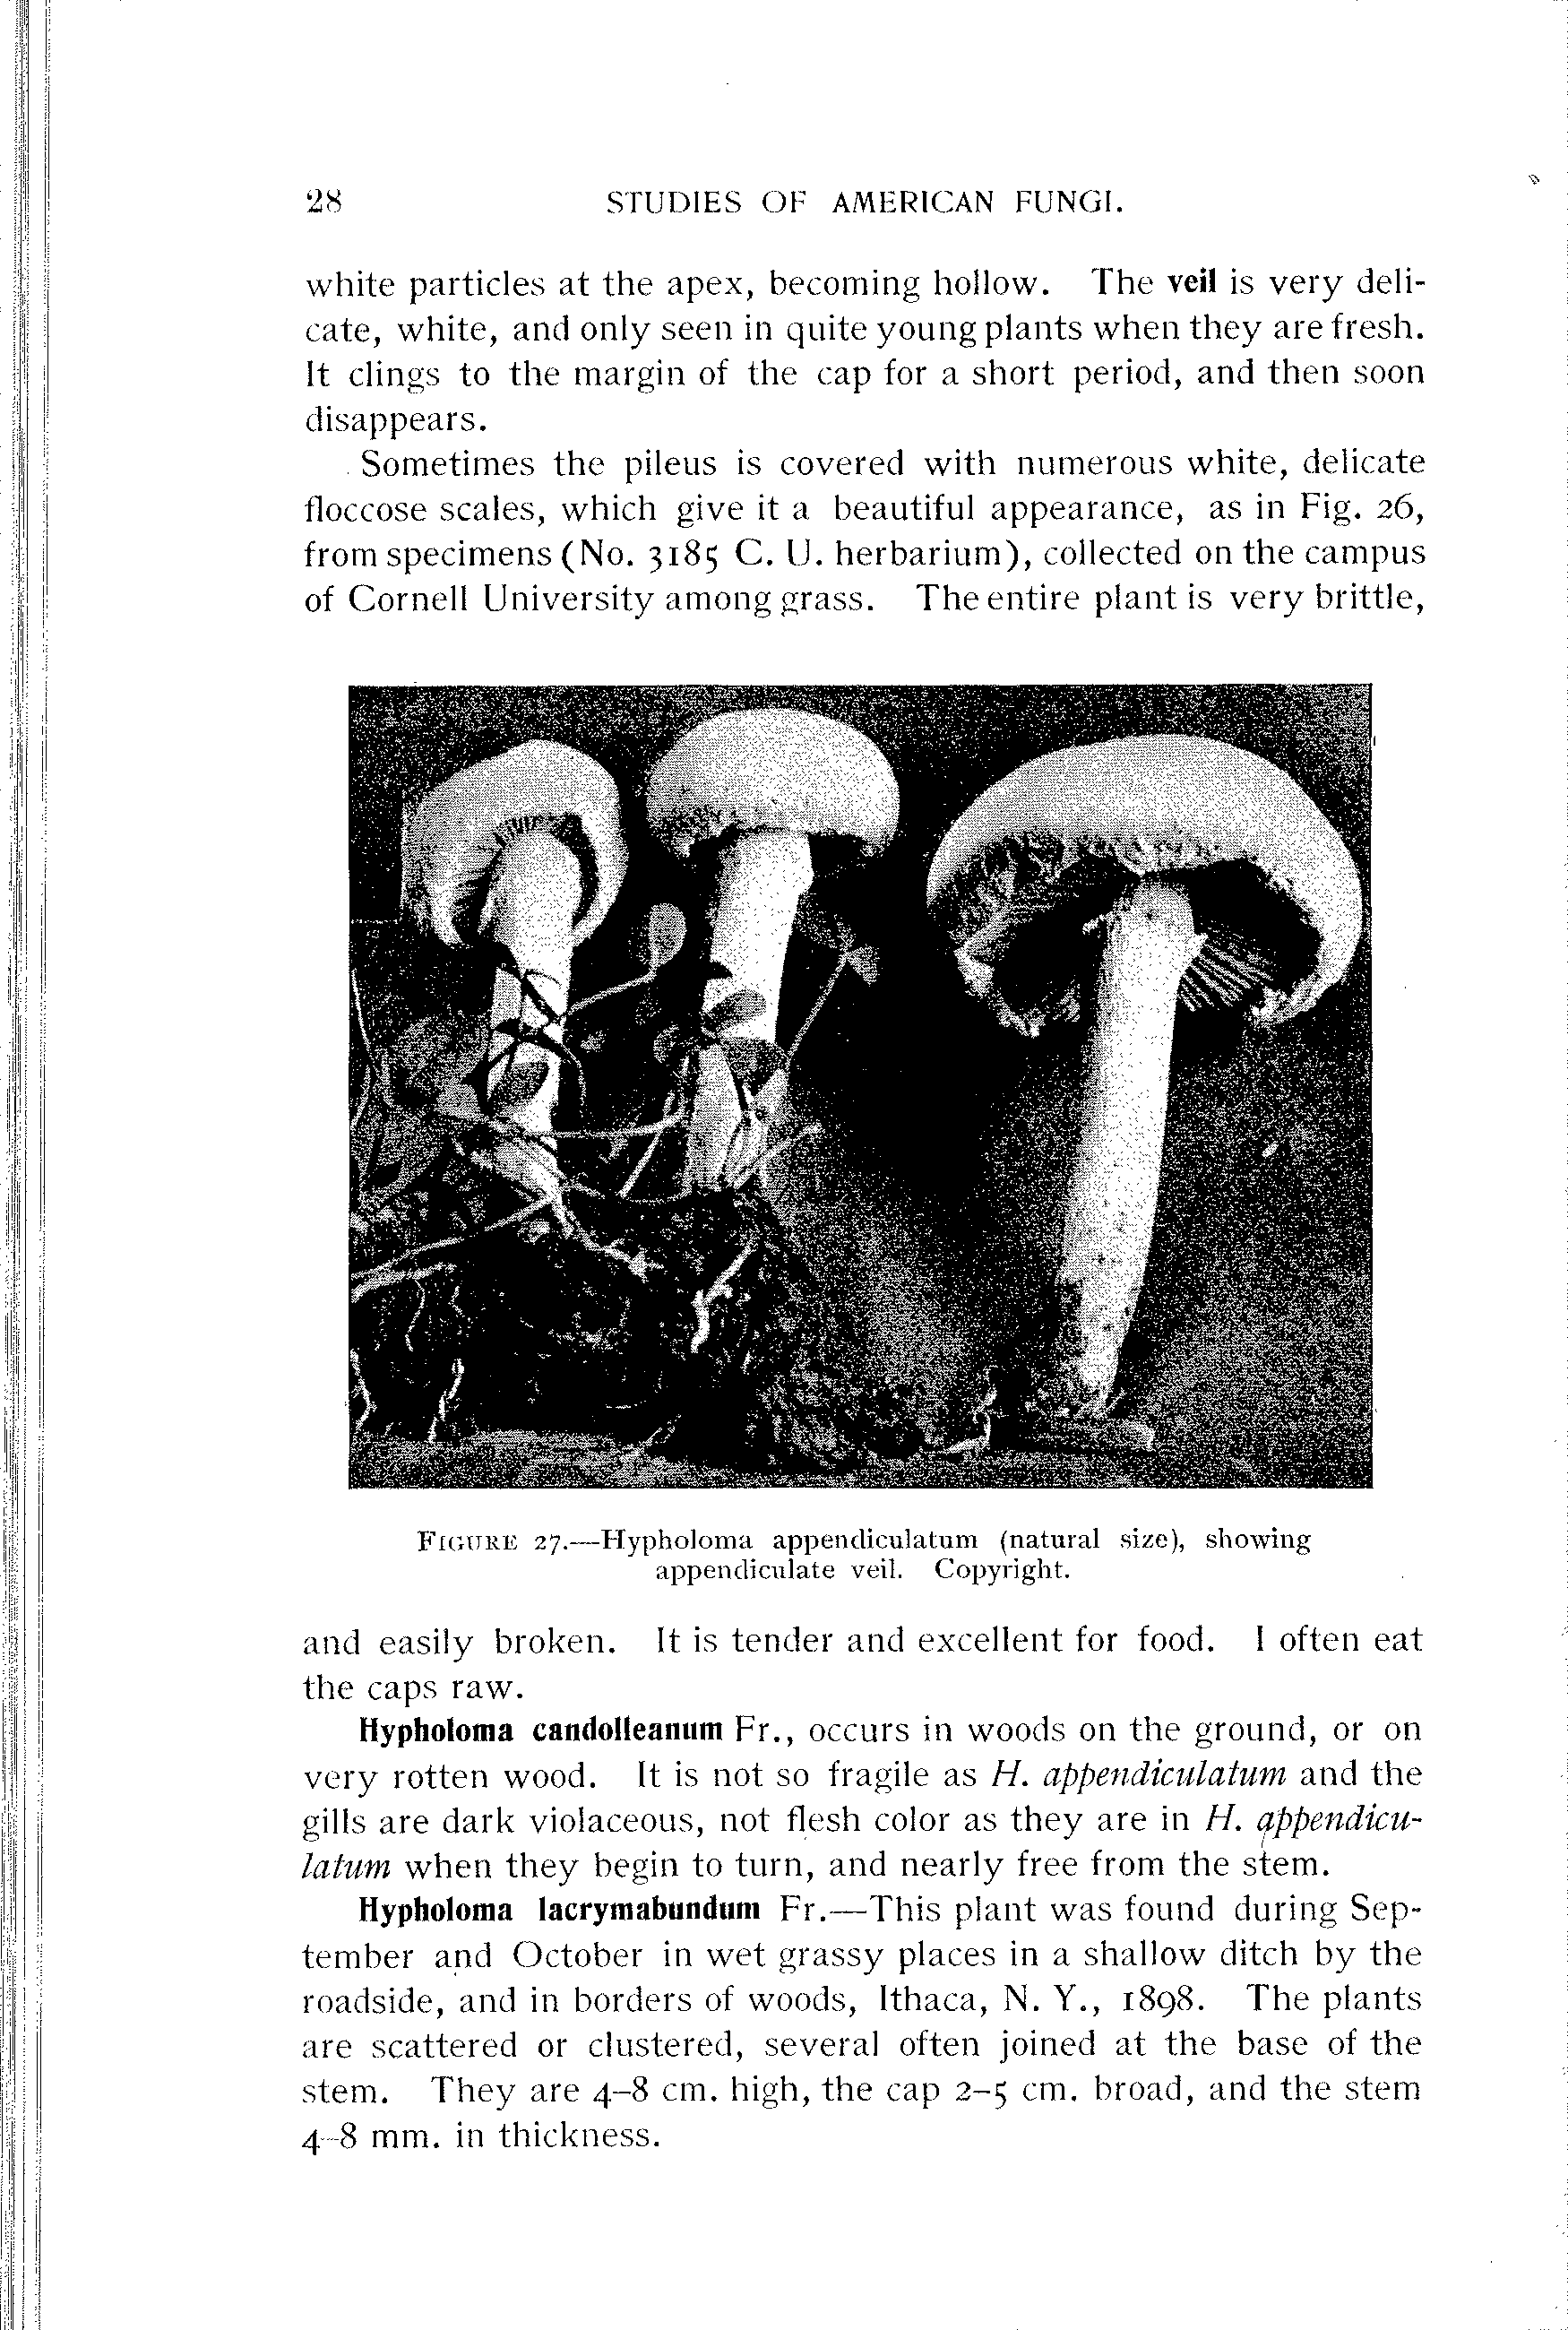 28 STUDIES OF AMERICAN FUNGI.
white particles at the apex, becoming hollow. The veil is very deli-
cate, white, and only seen in quite young plants when they are fresh.
It clings to the margin of the cap for a short period, and then soon
disappears.
Sometimes the pileus is covered with numerous white, delicate
floccose scales, which give it a beautiful appearance, as in Fig. 26,
from specimens (No. 3185 C. U. herbarium), collected on the campus
of Cornell University among grass. The entire plant is very brittle,
FIGURE 27.—Hypholoma appendiculatum (natural size), showing
appendiculate veil. Copyright.
and easily broken. It is tender and excellent for food. I often eat
the caps raw.
Hypholoma candolleanum Fr., occurs in woods on the ground, or on
very rotten wood. It is not so fragile as H. appendiculatum and the
gills are dark violaceous, not flesh color as they are in H. appendicu-
latum when they begin to turn, and nearly free from the stem.
Hypholoma lacrymabundum Fr.—This plant was found during Sep-
tember and October in wet grassy places in a shallow ditch by the
roadside, and in borders of woods, Ithaca, N. Y., 1898. The plants
are scattered or clustered, several often joined at the base of the
stem. They are 4–8 cm. high, the cap 2–5 cm. broad, and the stem
4–8 mm. in thickness.